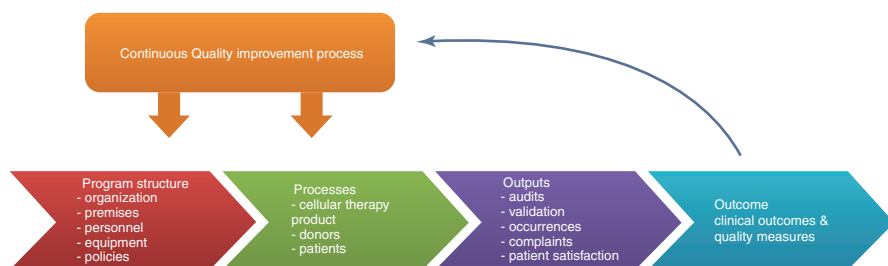 Continuous Quality improvement process
Program structure
- organization
- premises
- personnel
- equipment
- policies
Processes
- cellular therapy
product
- donors
- patients
Outputs
- audits
- validation
- occurrences
- complaints
- patient satisfaction
Outcome
clinical outcomes &
quality measures